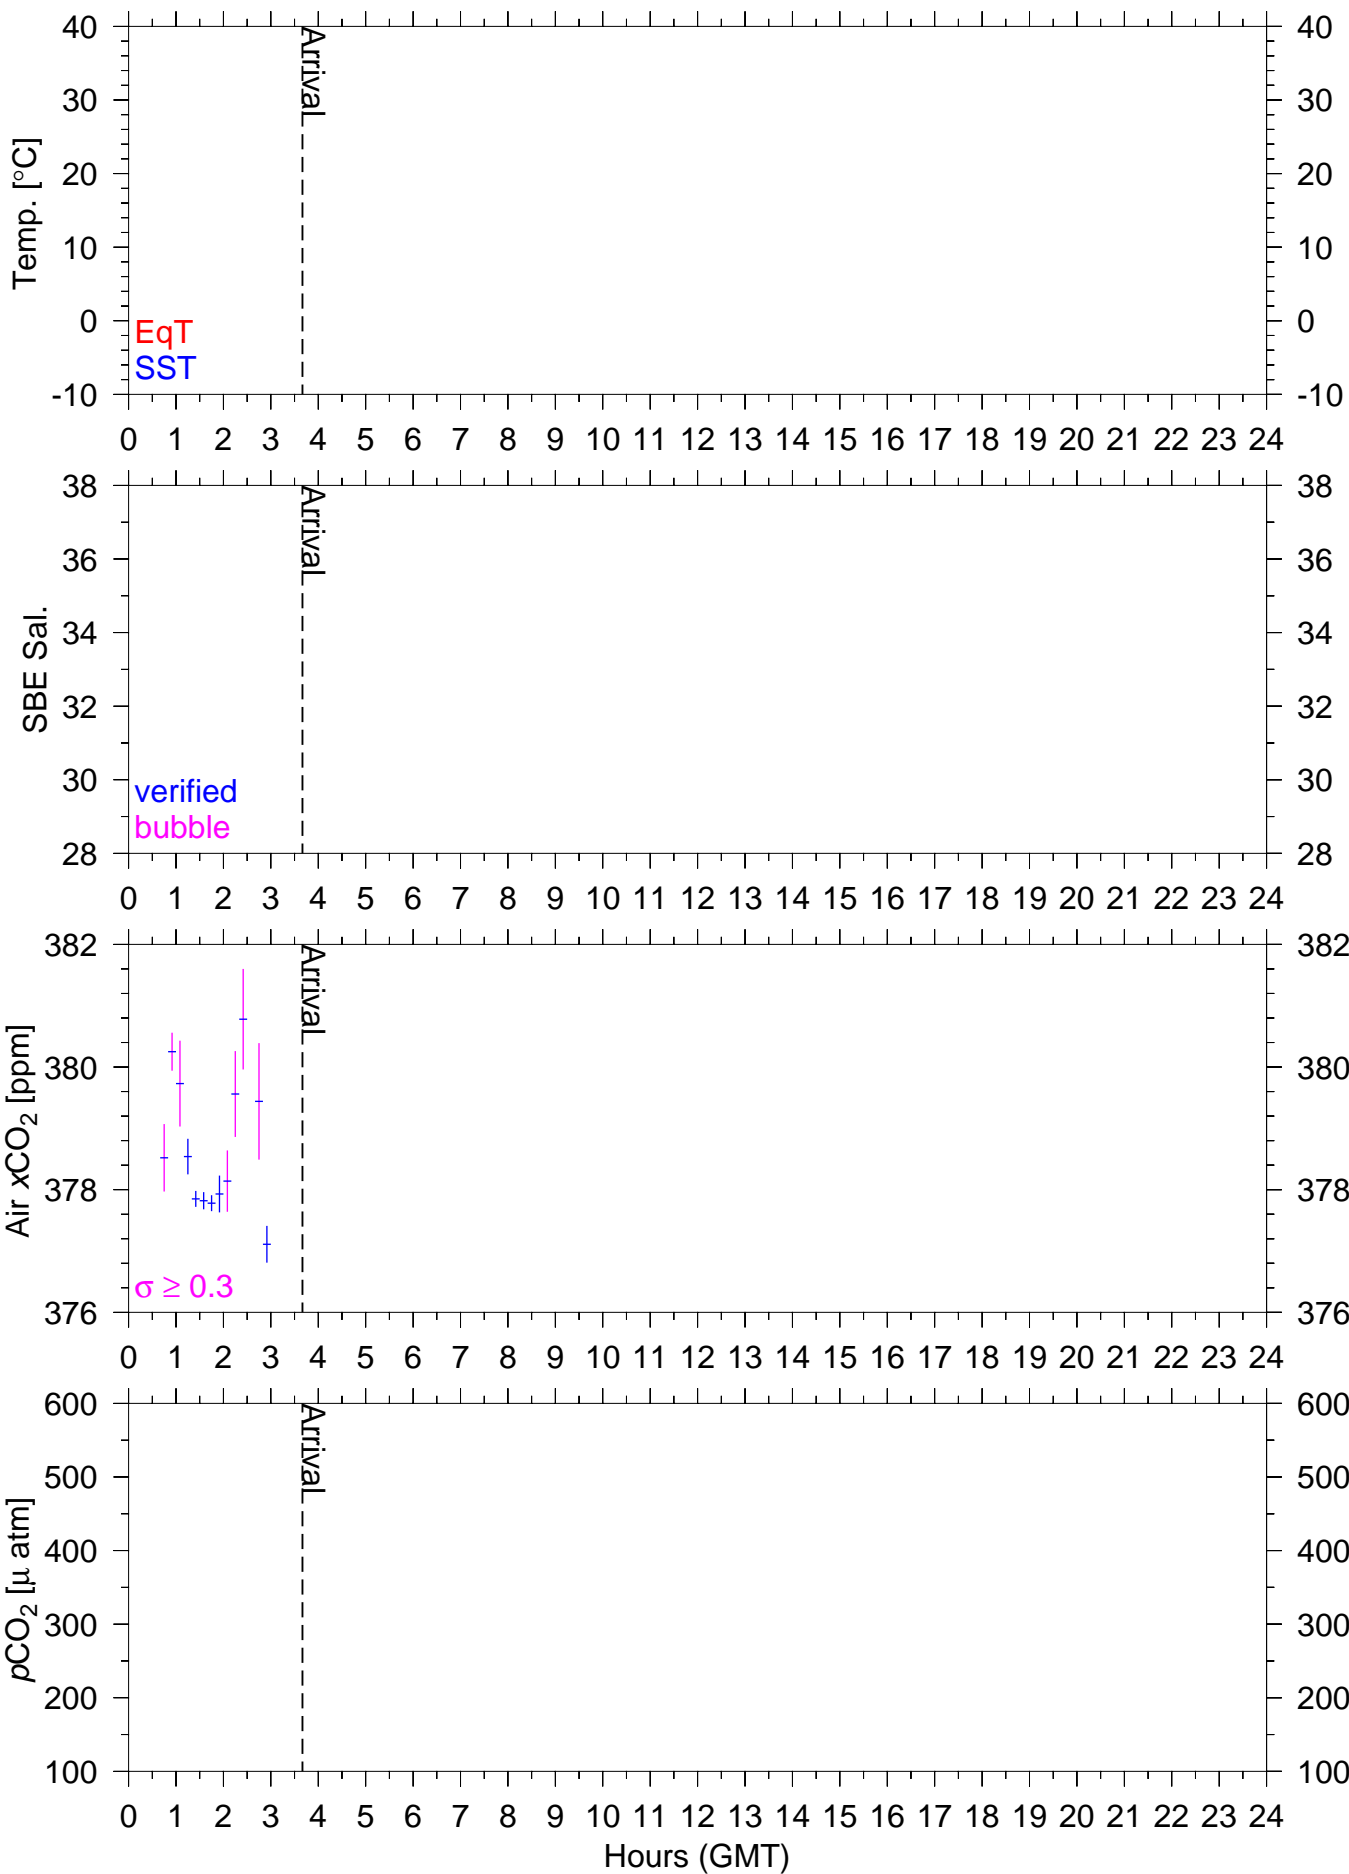 40 Arrival 40
30 30
Temp. [°C]
20 20
10 10
0 0
EqT
SST
-10 -10
0 1 2 3 4 5 6 7 8 9 10 11 12 13 14 15 16 17 18 19 20 21 22 23 24
38 Arrival 38
36 36
SBE Sal.
34 34
32 32
30 30
verified
bubble
28 28
0 1 2 3 4 5 6 7 8 9 10 11 12 13 14 15 16 17 18 19 20 21 22 23 24
382 Arrival 382
Air xCO₂ [ppm]
380 380
378 378
σ ≥ 0.3
376 376
0 1 2 3 4 5 6 7 8 9 10 11 12 13 14 15 16 17 18 19 20 21 22 23 24
600 Arrival 600
500 500
pCO₂ [μ atm]
400 400
300 300
200 200
100 100
0 1 2 3 4 5 6 7 8 9 10 11 12 13 14 15 16 17 18 19 20 21 22 23 24
Hours (GMT)